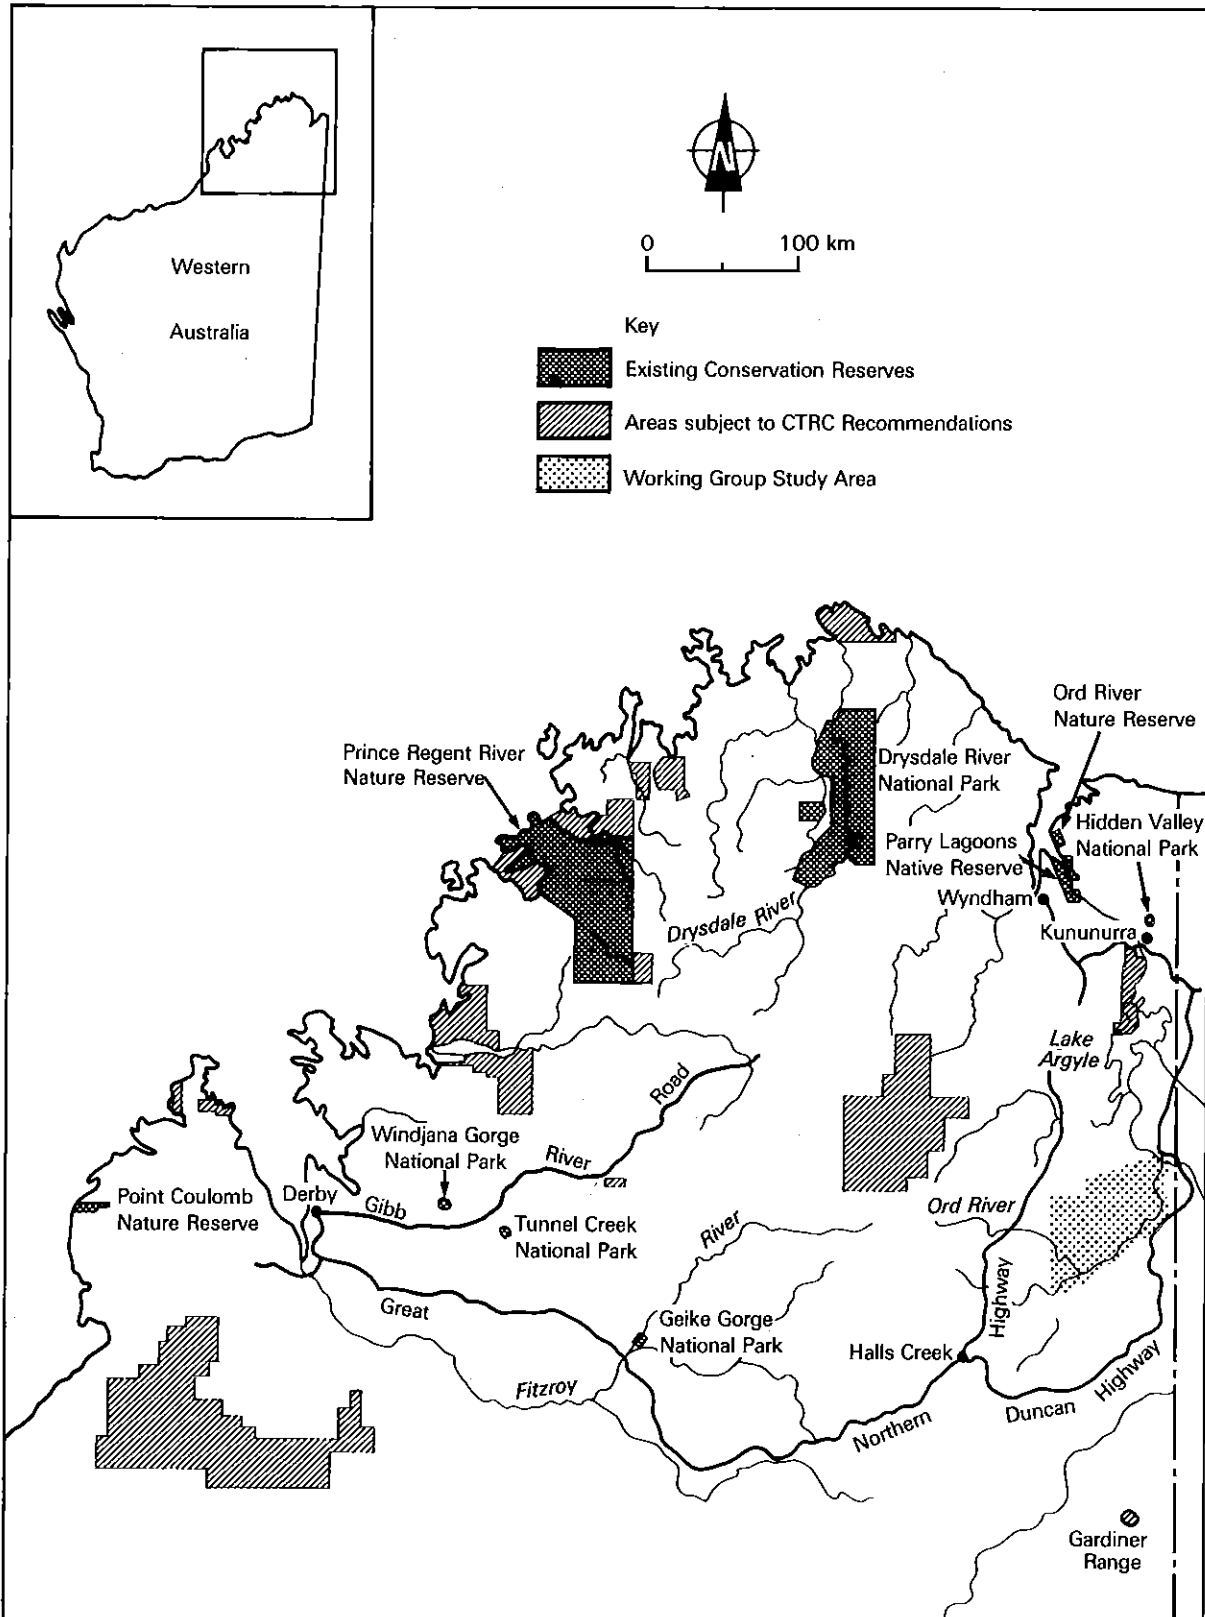 Western
Australia
N
0 100 km
Key
Existing Conservation Reserves
Areas subject to CTRC Recommendations
Working Group Study Area
Ord River
Nature Reserve
Prince Regent River
Nature Reserve
Drysdale River
National Park
Hidden Valley
National Park
Parry Lagoons
Native Reserve
Wyndham
Drysdale River
Kununurra
Lake
Argyle
Road
Windjana Gorge
National Park
River
Point Coulomb
Nature Reserve
Derby
Gibb
Tunnel Creek
National Park
River
Ord River
Great
Geike Gorge
National Park
Highway
Halls Creek
Fitzroy
Northern
Duncan
Highway
Gardiner
Range